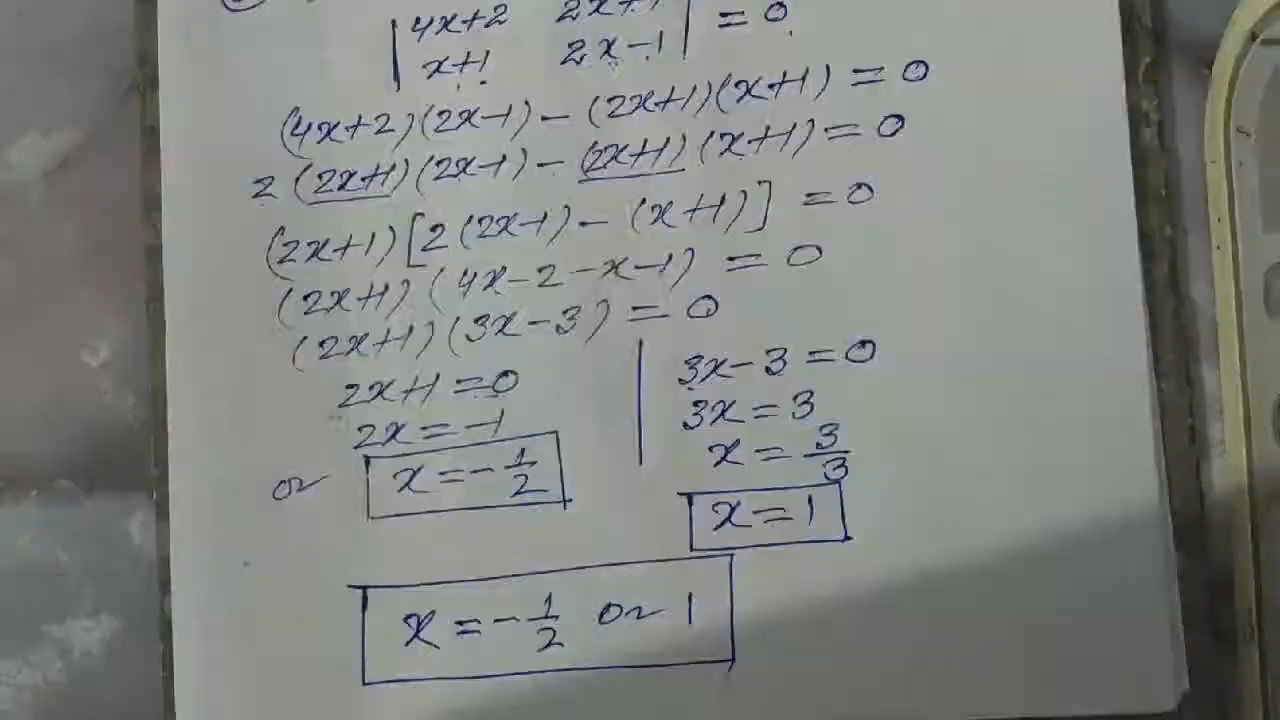 |4x+2 2x+1| = 0
|x+1 2x-1|
(4x+2)(2x-1) - (2x+1)(x+1) = 0
2(2x+1)(2x-1) - (2x+1)(x+1) = 0
(2x+1)[2(2x-1) - (x+1)] = 0
(2x+1)(4x-2-x-1) = 0
(2x+1)(3x-3) = 0
2x+1=0
2x=-1
or x=-1/2
3x-3=0
3x=3
x=3/3
x=1
x=-1/2 or 1